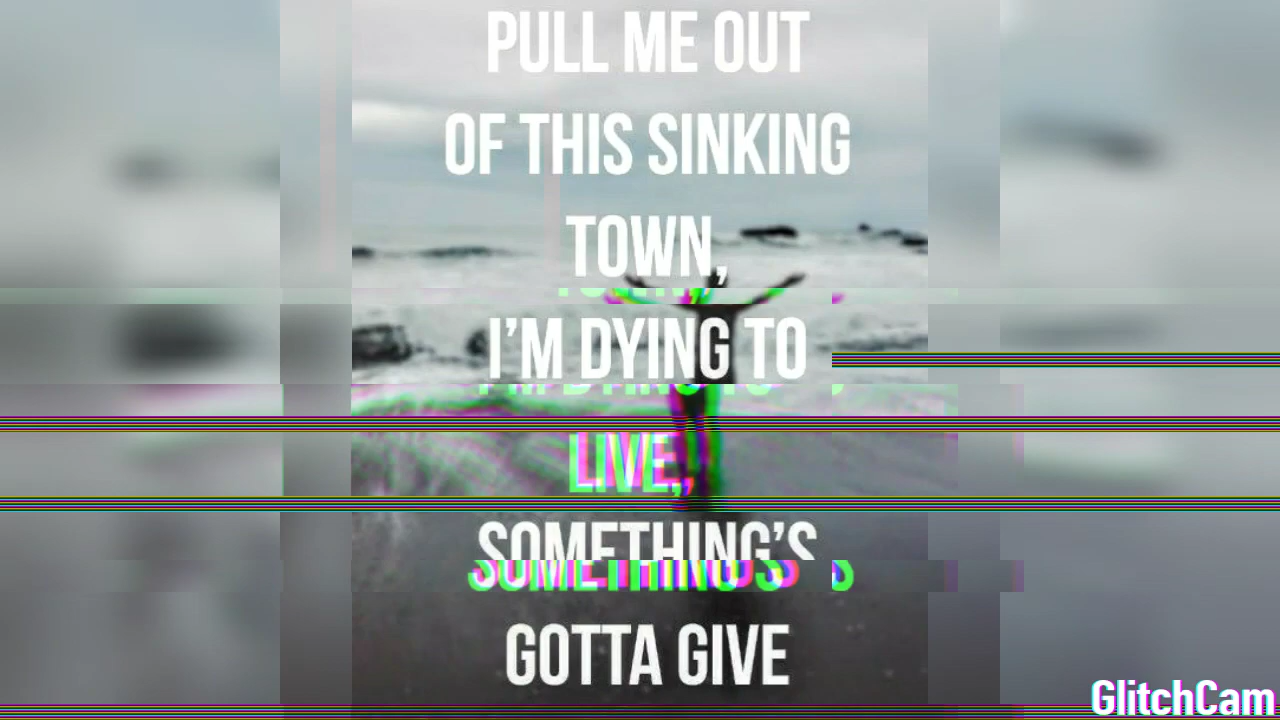 PULL ME OUT
OF THIS SINKING
TOWN,
I'M DYING TO
LIVE,
SOMETHING'S
GOTTA GIVE
GlitchCam